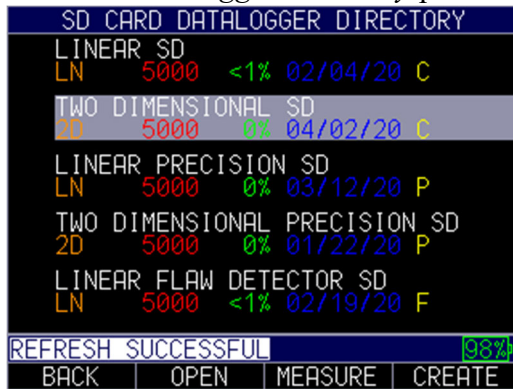 SD CARD DATALOGGER DIRECTORY
LINEAR SD
LN 5000 <1% 02/04/20 C
TWO DIMENSIONAL SD
2D 5000 0% 04/02/20 C
LINEAR PRECISION SD
LN 5000 0% 03/12/20 P
TWO DIMENSIONAL PRECISION SD
2D 5000 0% 01/22/20 P
LINEAR FLAW DETECTOR SD
LN 5000 <1% 02/19/20 F
REFRESH SUCCESSFUL 98%
BACK OPEN MEASURE CREATE